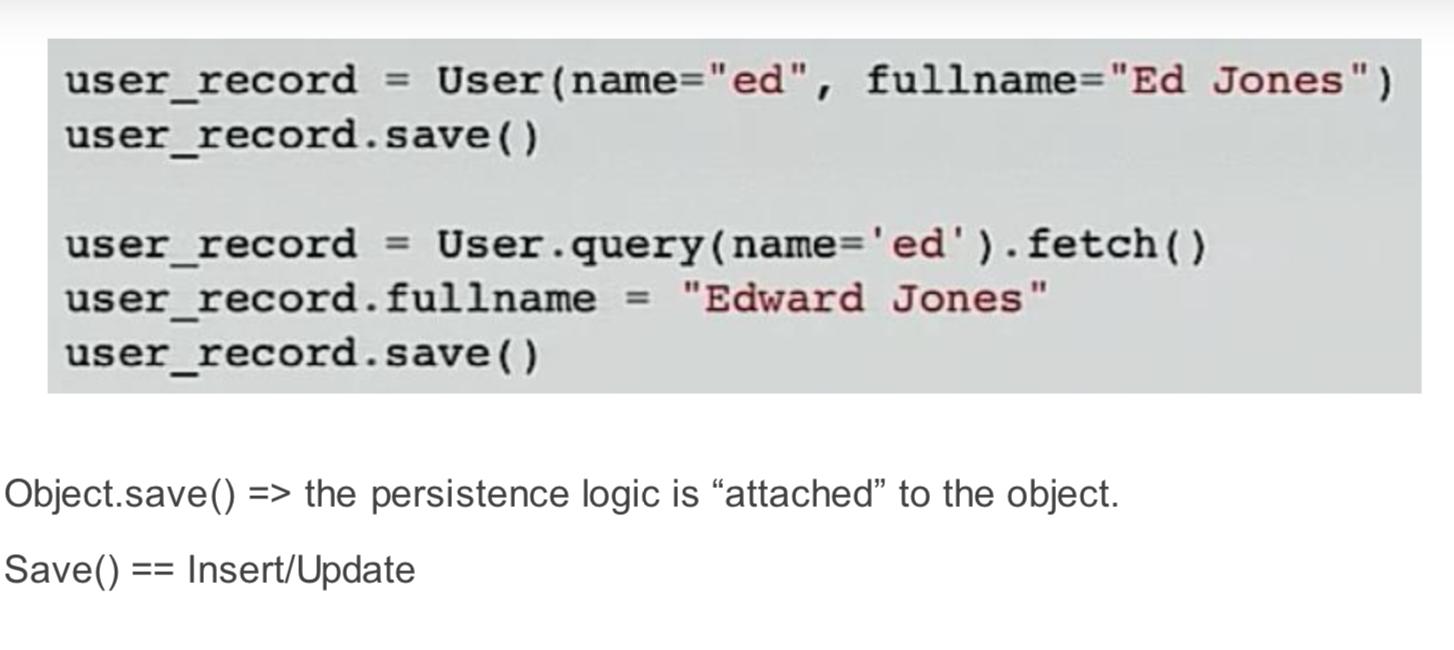 user_record = User(name="ed", fullname="Ed Jones")
user_record.save()
user_record = User.query(name='ed').fetch()
user_record.fullname = "Edward Jones"
user_record.save()
Object.save() => the persistence logic is “attached” to the object.
Save() == Insert/Update